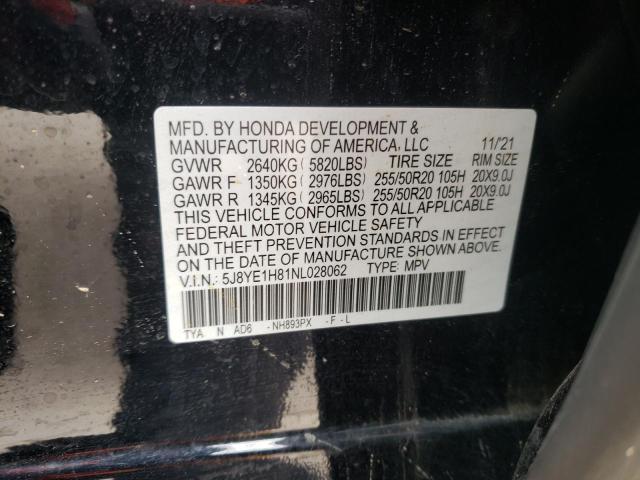 MFD. BY HONDA DEVELOPMENT &
MANUFACTURING OF AMERICA, LLC 11/'21
GVWR 2640KG ( 5820LBS) TIRE SIZE RIM SIZE
GAWR F 1350KG ( 2976LBS) 255/50R20 105H 20X9.0J
GAWR R 1345KG ( 2965LBS) 255/50R20 105H 20X9.0J
THIS VEHICLE CONFORMS TO ALL APPLICABLE
FEDERAL MOTOR VEHICLE SAFETY
AND THEFT PREVENTION STANDARDS IN EFFECT
ON THE DATE OF MANUFACTURE SHOWN ABOVE.
V.I.N.: 5J8YE1H81NL028062 TYPE: MPV
TYA N AD6 -NH893PX -F -L